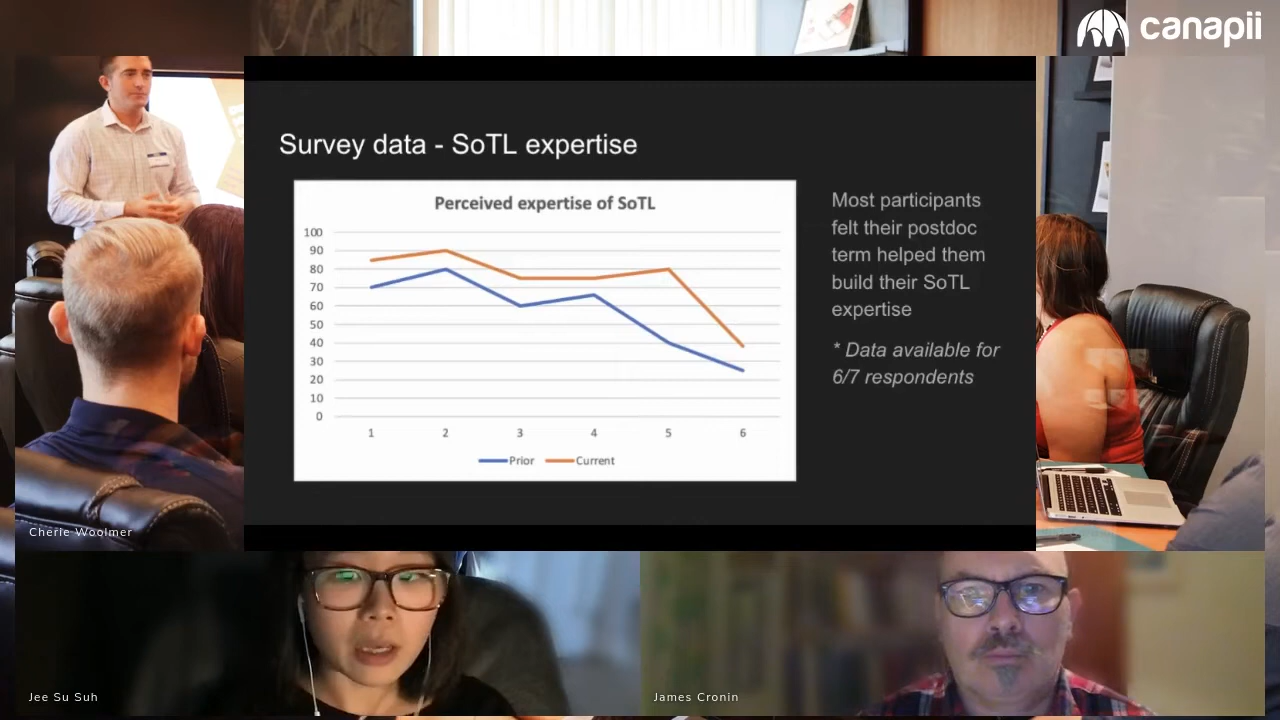 canapii
Survey data - SoTL expertise
Perceived expertise of SoTL
100
90
80
70
60
50
40
30
20
10
0
1 2 3 4 5 6
Prior Current
Most participants
felt their postdoc
term helped them
build their SoTL
expertise
* Data available for
6/7 respondents
Cherie Woolmer
Jee Su Suh
James Cronin